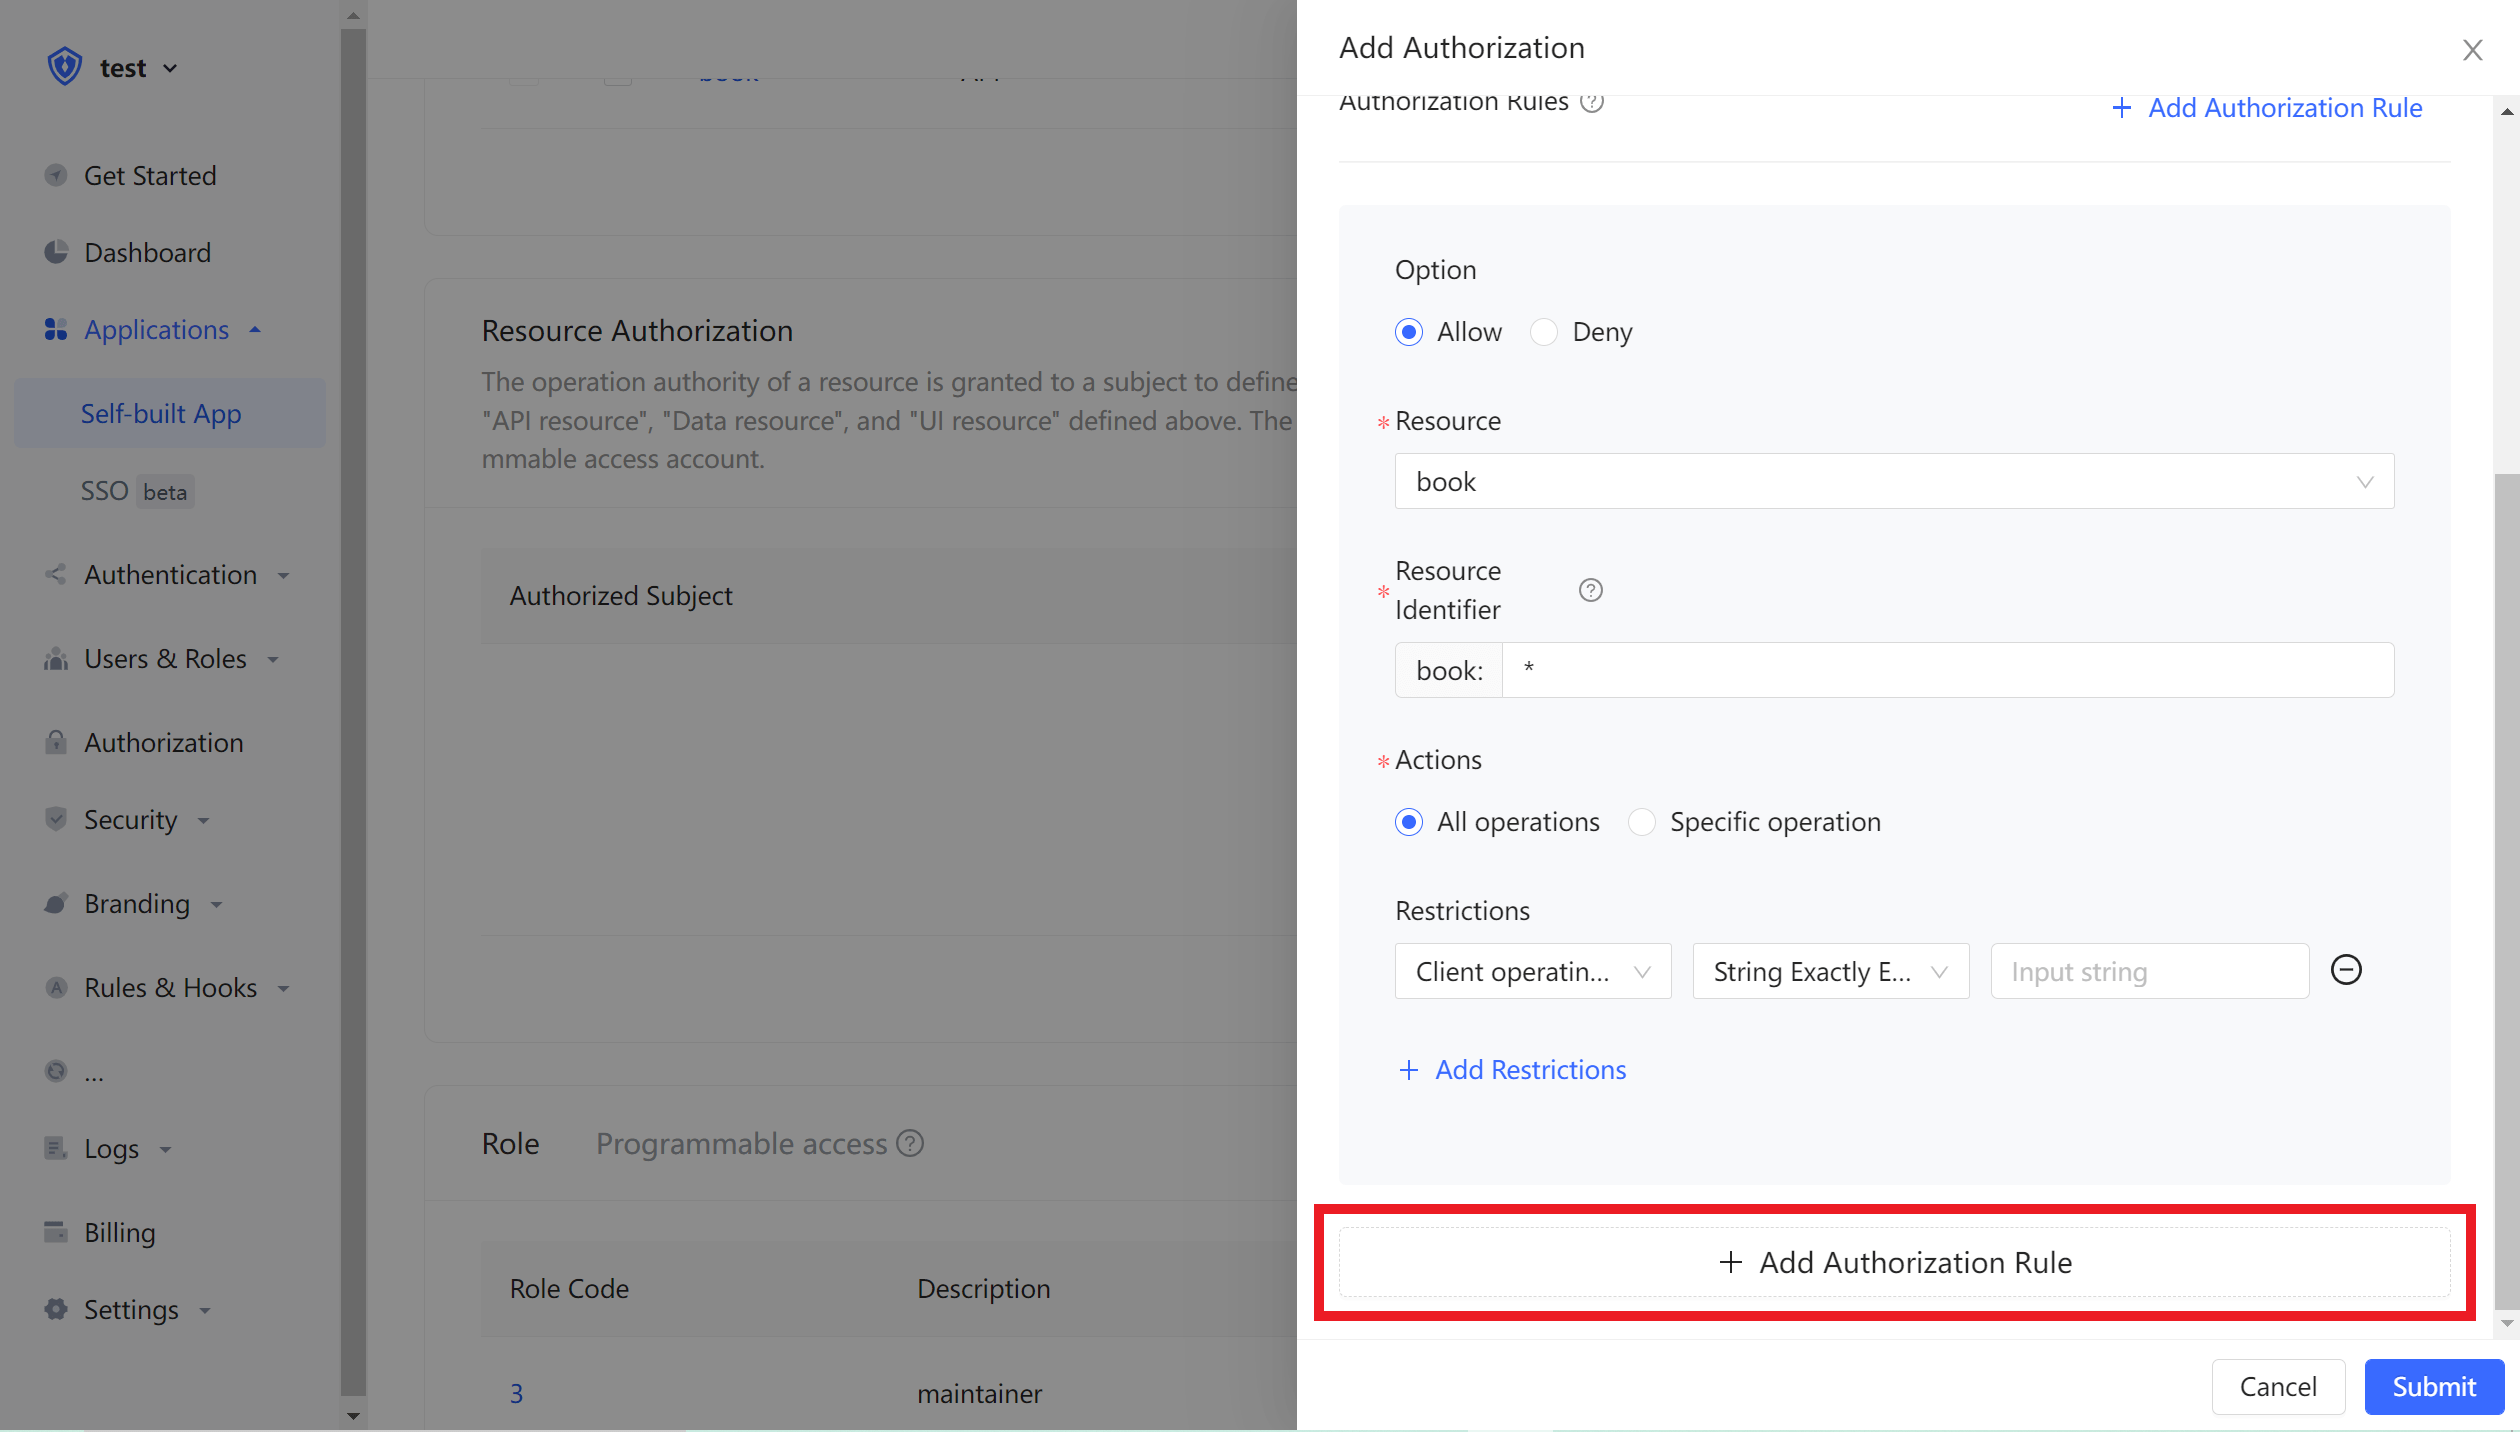 test
Get Started
Dashboard
Applications
Self-built App
SSO beta
Authentication
Users & Roles
Authorization
Security
Branding
Rules & Hooks
...
Logs
Billing
Settings
book API
Resource Authorization
The operation authority of a resource is granted to a subject to define
"API resource", "Data resource", and "UI resource" defined above. The
mmable access account.
Authorized Subject
Role Programmable access
Role Code Description
3 maintainer
Add Authorization
Authorization Rules
+ Add Authorization Rule
Option
Allow Deny
* Resource
book
* Resource
Identifier
book: *
* Actions
All operations Specific operation
Restrictions
Client operatin... String Exactly E... Input string
+ Add Restrictions
+ Add Authorization Rule
Cancel Submit